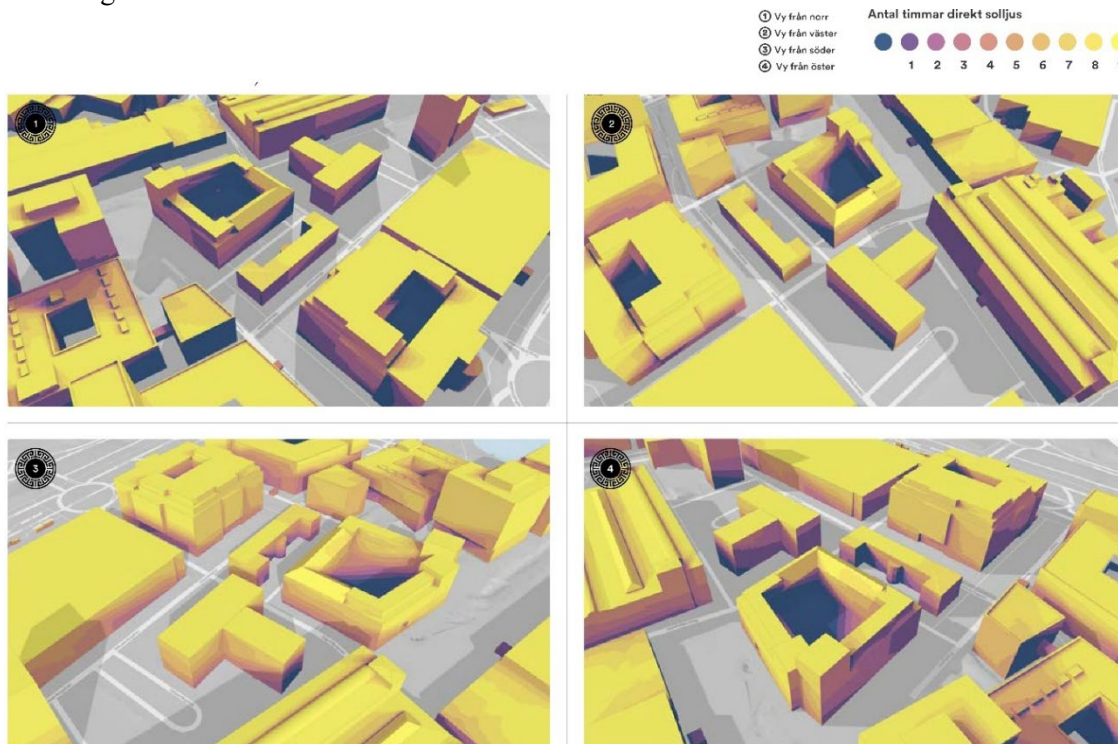 ① Vy från norr
② Vy från väster
③ Vy från söder
④ Vy från öster
Antal timmar direkt solljus
1 2 3 4 5 6 7 8
1
2
3
4